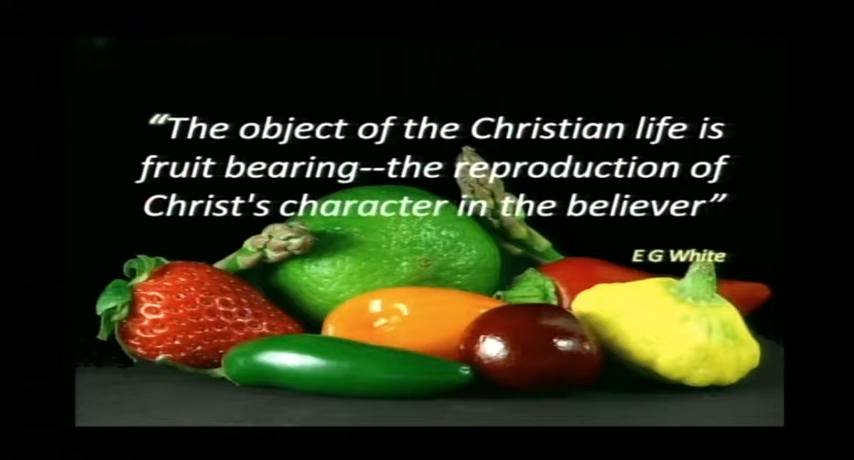 “The object of the Christian life is
fruit bearing--the reproduction of
Christ's character in the believer”
E G White